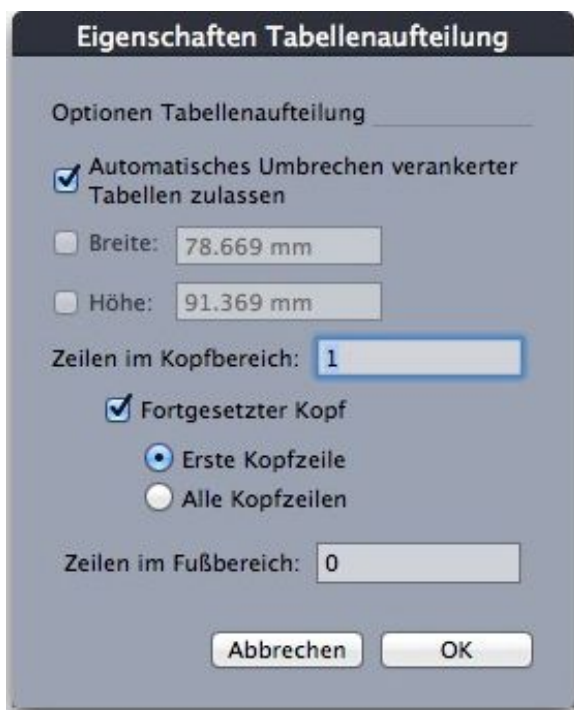 Eigenschaften Tabellenaufteilung
Optionen Tabellenaufteilung
Automatisches Umbrechen verankerter
Tabellen zulassen
Breite: 78.669 mm
Höhe: 91.369 mm
Zeilen im Kopfbereich: 1
Fortgesetzter Kopf
Erste Kopfzeile
Alle Kopfzeilen
Zeilen im Fußbereich: 0
Abbrechen OK